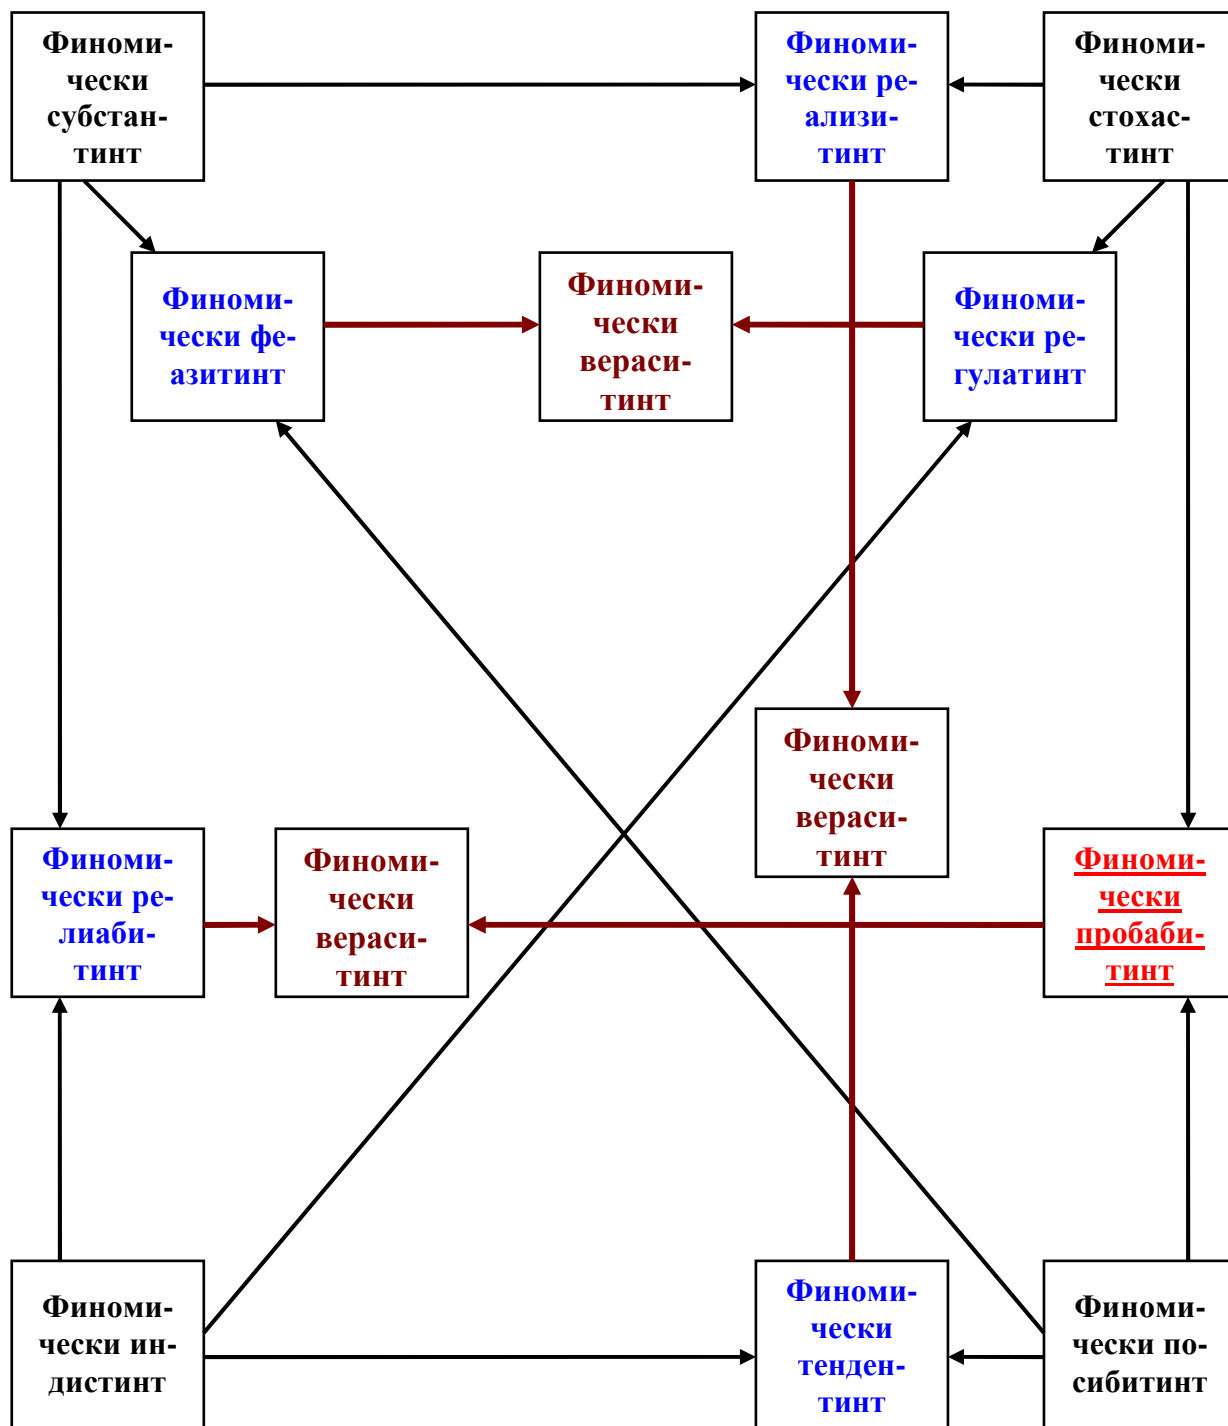 Финоми-
чески
субстан-
тинт
Финоми-
чески ре-
ализи-
тинт
Финоми-
чески
стохас-
тинт
Финоми-
чески фе-
азитинт
Финоми-
чески
вераси-
тинт
Финоми-
чески ре-
гулатинт
Финоми-
чески
вераси-
тинт
Финоми-
чески ре-
лиаби-
тинт
Финоми-
чески
вераси-
тинт
Финоми-
чески
пробаби-
тинт
Финоми-
чески ин-
дистинт
Финоми-
чески
тенден-
тинт
Финоми-
чески по-
сибитинт